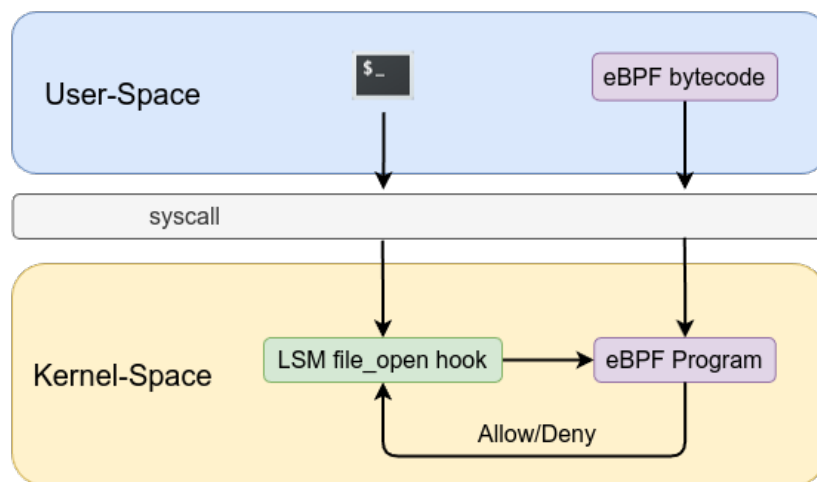 $_
eBPF bytecode
User-Space
syscall
LSM file_open hook
eBPF Program
Kernel-Space
Allow/Deny